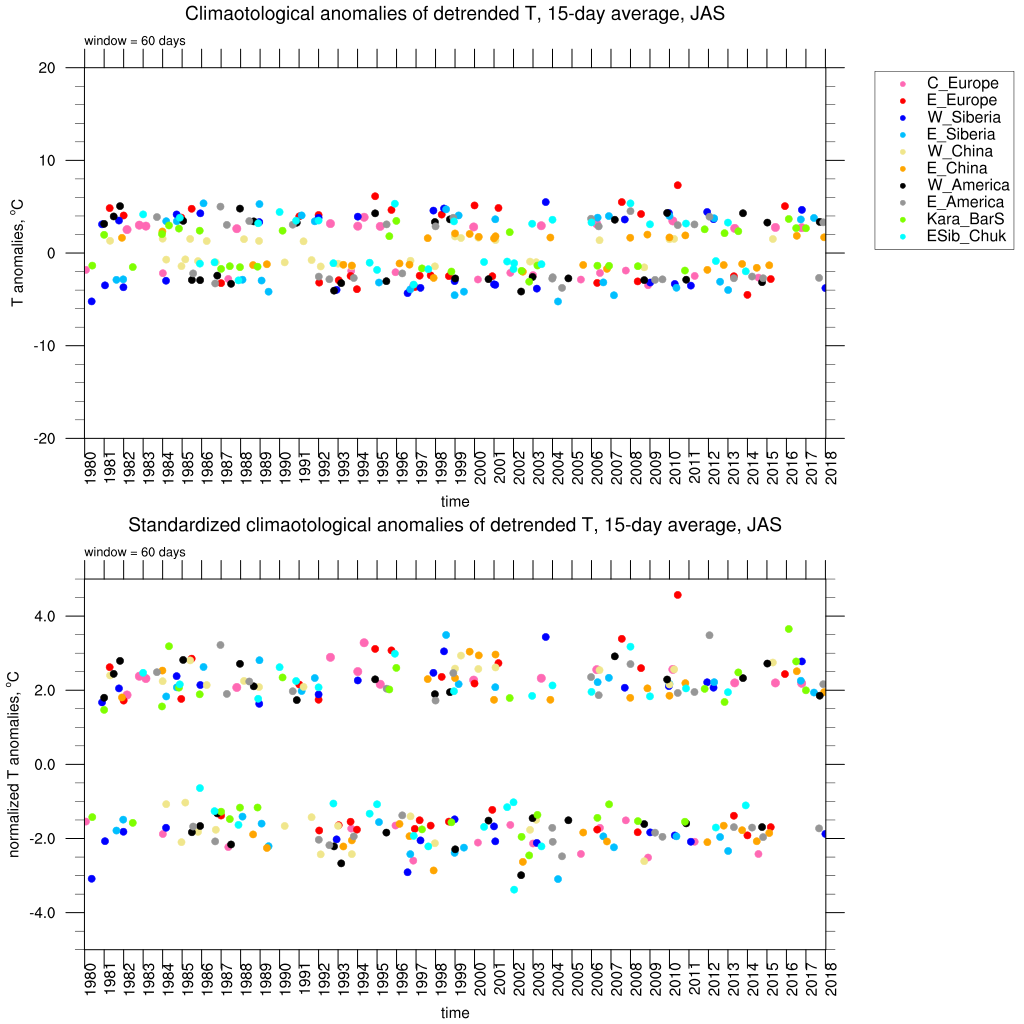 Climaotological anomalies of detrended T, 15-day average, JAS
window = 60 days
20
10
0
-10
-20
T anomalies, °C
1980 1981 1982 1983 1984 1985 1986 1987 1988 1989 1990 1991 1992 1993 1994 1995 1996 1997 1998 1999 2000 2001 2002 2003 2004 2005 2006 2007 2008 2009 2010 2011 2012 2013 2014 2015 2016 2017 2018
time
C_Europe
E_Europe
W_Siberia
E_Siberia
W_China
E_China
W_America
E_America
Kara_BarS
ESib_Chuk
Standardized climaotological anomalies of detrended T, 15-day average, JAS
window = 60 days
4.0
2.0
0.0
-2.0
-4.0
normalized T anomalies, °C
1980 1981 1982 1983 1984 1985 1986 1987 1988 1989 1990 1991 1992 1993 1994 1995 1996 1997 1998 1999 2000 2001 2002 2003 2004 2005 2006 2007 2008 2009 2010 2011 2012 2013 2014 2015 2016 2017 2018
time